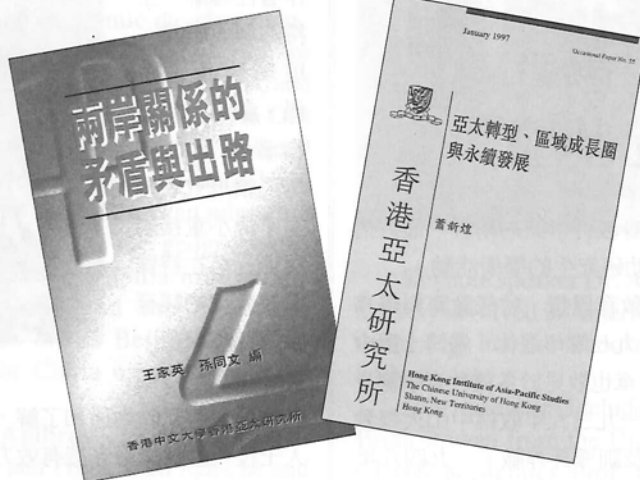 兩岸關係的
矛盾與出路
王家英 孫同文 編
香港中文大學香港亞太研究所
January 1997
Occasional Paper No. 55
亞太轉型、區域成長圈
與永續發展
蕭新煌
香港亞太研究所
Hong Kong Institute of Asia-Pacific Studies
The Chinese University of Hong Kong
Shatin, New Territories
Hong Kong